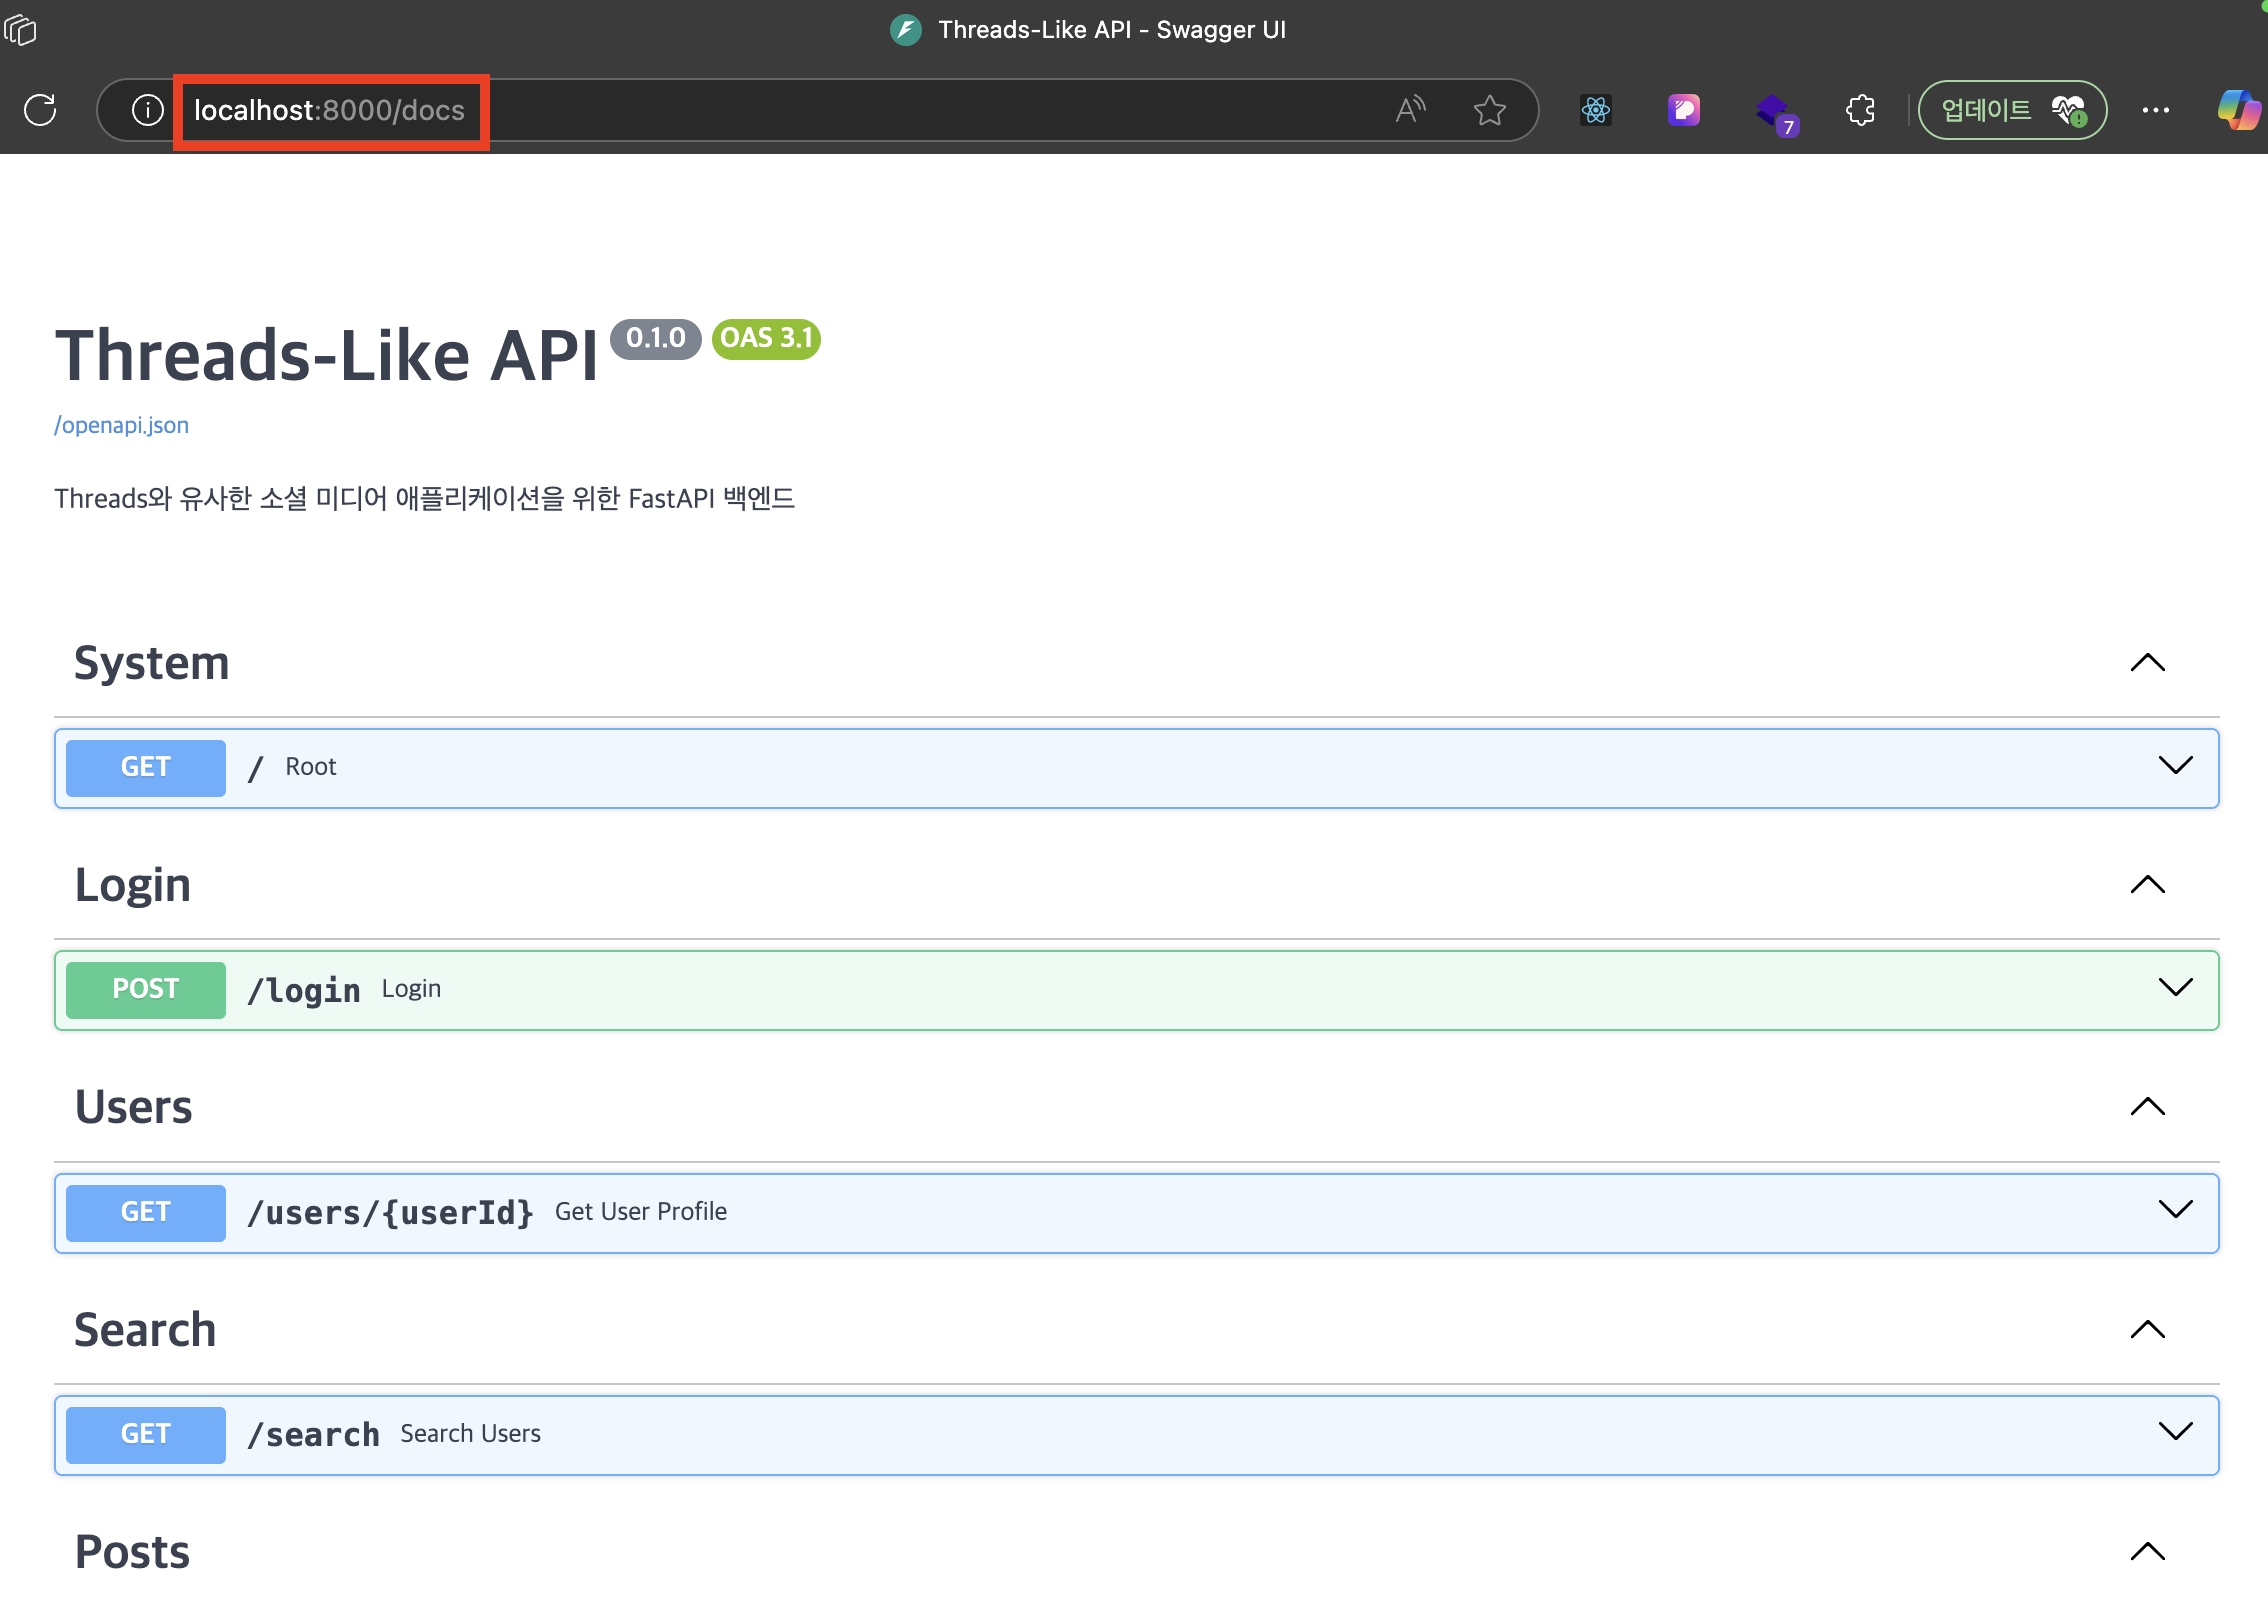 Threads-Like API - Swagger UI
localhost:8000/docs
A
7
업데이트
Threads-Like API 0.1.0 OAS 3.1
/openapi.json
Threads와 유사한 소셜 미디어 애플리케이션을 위한 FastAPI 백엔드
System
GET / Root
Login
POST /login Login
Users
GET /users/{userId} Get User Profile
Search
GET /search Search Users
Posts